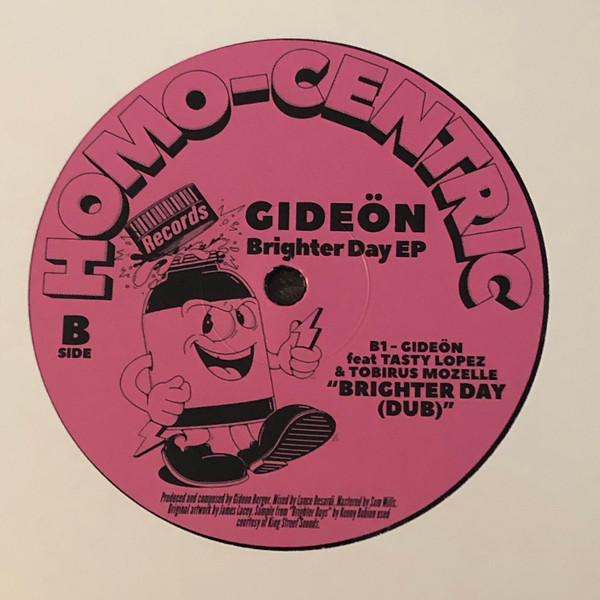 HOMO-CENTRIC
Records
GIDEÖN
Brighter Day EP
B
SIDE
B1 - GIDEÖN
feat TASTY LOPEZ
& TOBIRUS MOZELLE
“BRIGHTER DAY
(DUB)”
Produced and composed by Gideon Berger. Mixed by Lance Desardi. Mastered by Sam Wills.
Original artwork by James Lacey. Sample from "Brighter Days" by Kenny Bobien used
courtesy of King Street Sounds.